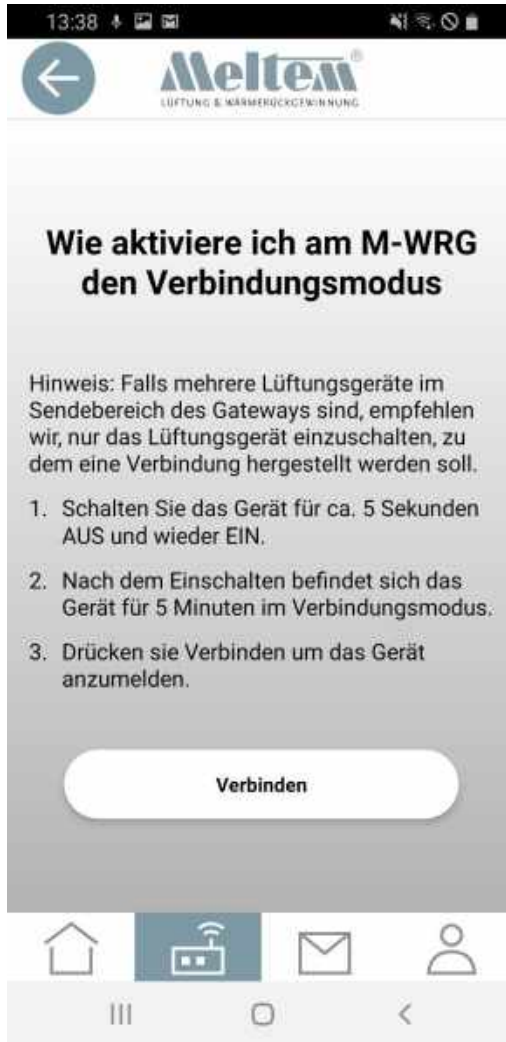 13:38
Meltem®
LÜFTUNG & WÄRMERÜCKGEWINNUNG
Wie aktiviere ich am M-WRG
den Verbindungsmodus
Hinweis: Falls mehrere Lüftungsgeräte im
Sendebereich des Gateways sind, empfehlen
wir, nur das Lüftungsgerät einzuschalten, zu
dem eine Verbindung hergestellt werden soll.
1. Schalten Sie das Gerät für ca. 5 Sekunden
AUS und wieder EIN.
2. Nach dem Einschalten befindet sich das
Gerät für 5 Minuten im Verbindungsmodus.
3. Drücken sie Verbinden um das Gerät
anzumelden.
Verbinden